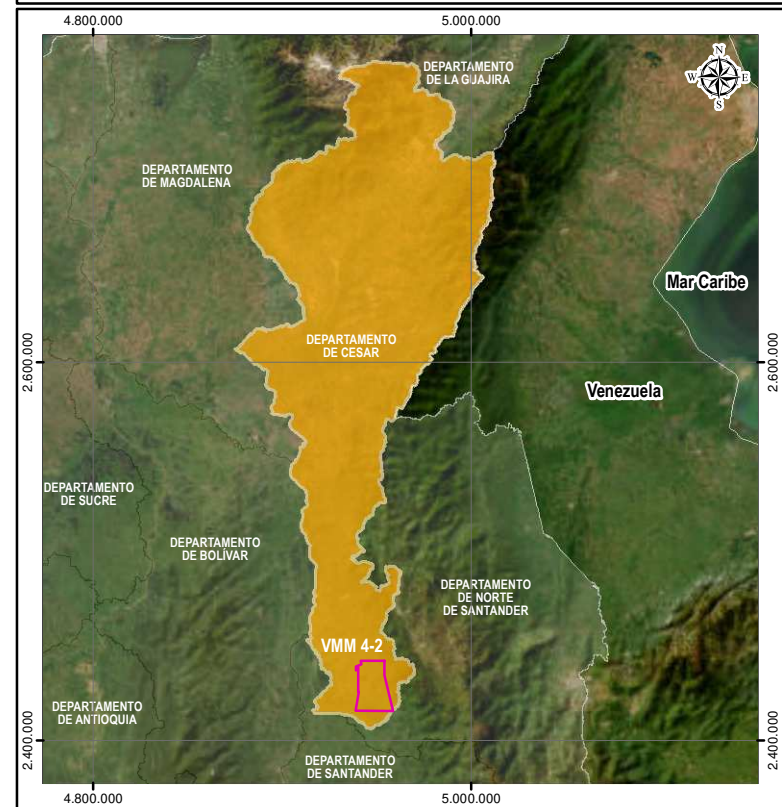 4.800.000
5.000.000
DEPARTAMENTO
DE LA GUAJIRA
N
W
E
S
DEPARTAMENTO
DE MAGDALENA
Mar Caribe
DEPARTAMENTO
DE CESAR
2.600.000
2.600.000
Venezuela
DEPARTAMENTO
DE SUCRE
DEPARTAMENTO
DE BOLÍVAR
DEPARTAMENTO
DE NORTE
DE SANTANDER
VMM 4-2
DEPARTAMENTO
DE ANTIOQUIA
2.400.000
2.400.000
DEPARTAMENTO
DE SANTANDER
4.800.000
5.000.000